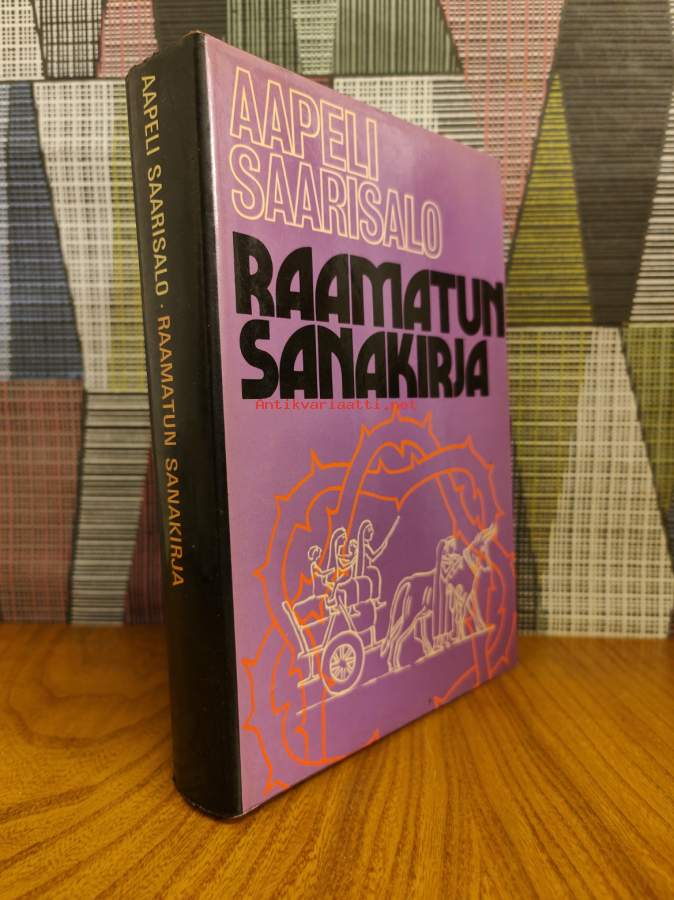 AAPELI SAARISALO · RAAMATUN SANAKIRJA
AAPELI
SAARISALO
RAAMATUN
SANAKIRJA
Antikvariaatti.net